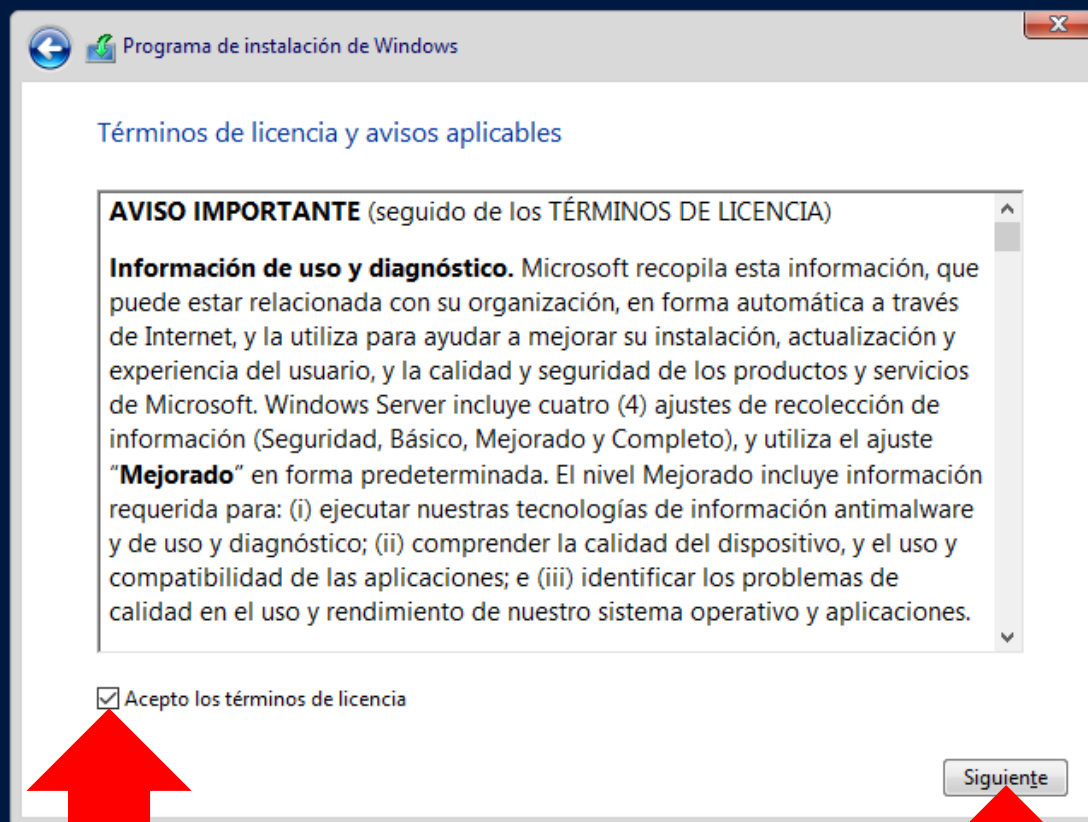 Programa de instalación de Windows
Términos de licencia y avisos aplicables
AVISO IMPORTANTE (seguido de los TÉRMINOS DE LICENCIA)
Información de uso y diagnóstico. Microsoft recopila esta información, que
puede estar relacionada con su organización, en forma automática a través
de Internet, y la utiliza para ayudar a mejorar su instalación, actualización y
experiencia del usuario, y la calidad y seguridad de los productos y servicios
de Microsoft. Windows Server incluye cuatro (4) ajustes de recolección de
información (Seguridad, Básico, Mejorado y Completo), y utiliza el ajuste
“Mejorado” en forma predeterminada. El nivel Mejorado incluye información
requerida para: (i) ejecutar nuestras tecnologías de información antimalware
y de uso y diagnóstico; (ii) comprender la calidad del dispositivo, y el uso y
compatibilidad de las aplicaciones; e (iii) identificar los problemas de
calidad en el uso y rendimiento de nuestro sistema operativo y aplicaciones.
Acepto los términos de licencia
Siguiente